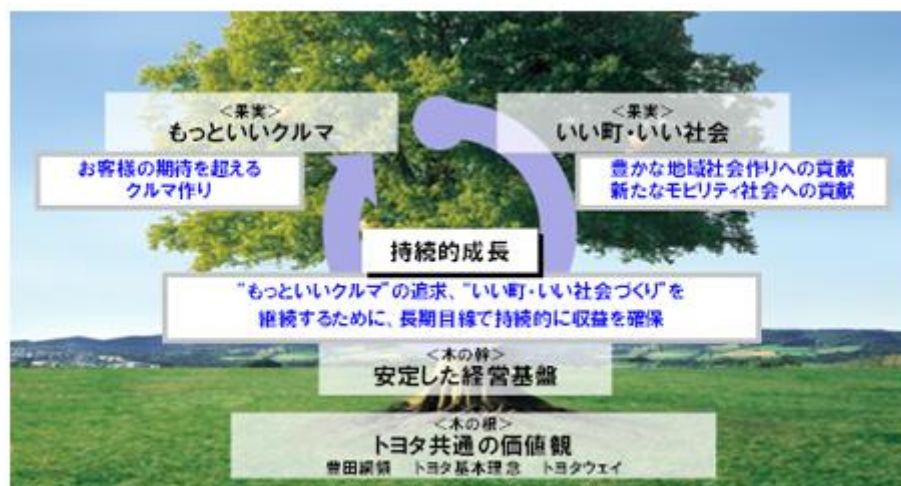 ＜果実＞
もっといいクルマ
お客様の期待を超える
クルマ作り
＜果実＞
いい町・いい社会
豊かな地域社会作りへの貢献
新たなモビリティ社会への貢献
持続的成長
“もっといいクルマ”の追求、“いい町・いい社会づくり”を
継続するために、長期目線で持続的に収益を確保
＜木の幹＞
安定した経営基盤
＜木の根＞
トヨタ共通の価値観
豊田綱領　トヨタ基本理念　トヨタウェイ